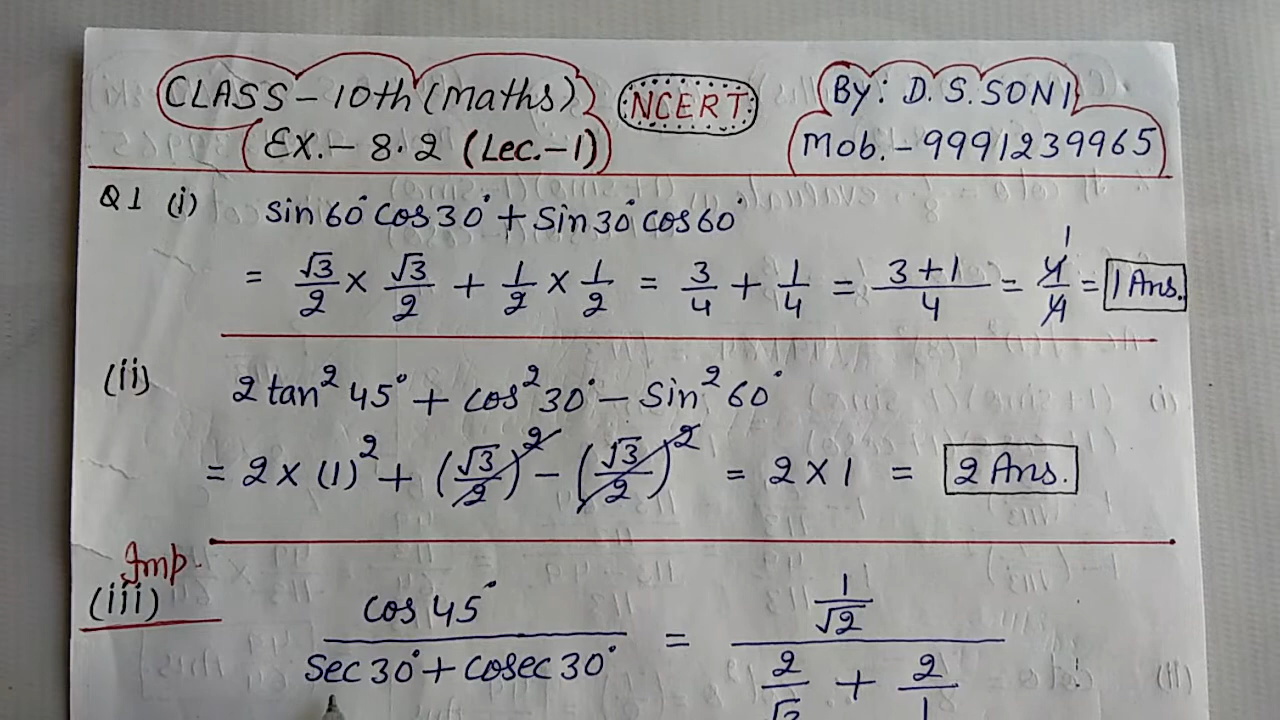 CLASS - 10th (Maths) NCERT By: D. S. SONI
EX. - 8.2 (Lec.-1) Mob. - 9991239965
Q1 (i) sin 60° cos 30° + sin 30° cos 60°
= √3/2 × √3/2 + 1/2 × 1/2 = 3/4 + 1/4 = 3+1/4 = 4/4 = 1 Ans.
(ii) 2 tan² 45° + cos² 30° - sin² 60°
= 2 × (1)² + (√3/2)² - (√3/2)² = 2 × 1 = 2 Ans.
Imp.
(iii) cos 45° / sec 30° + cosec 30° = 1/√2 / 2/√3 + 2/1